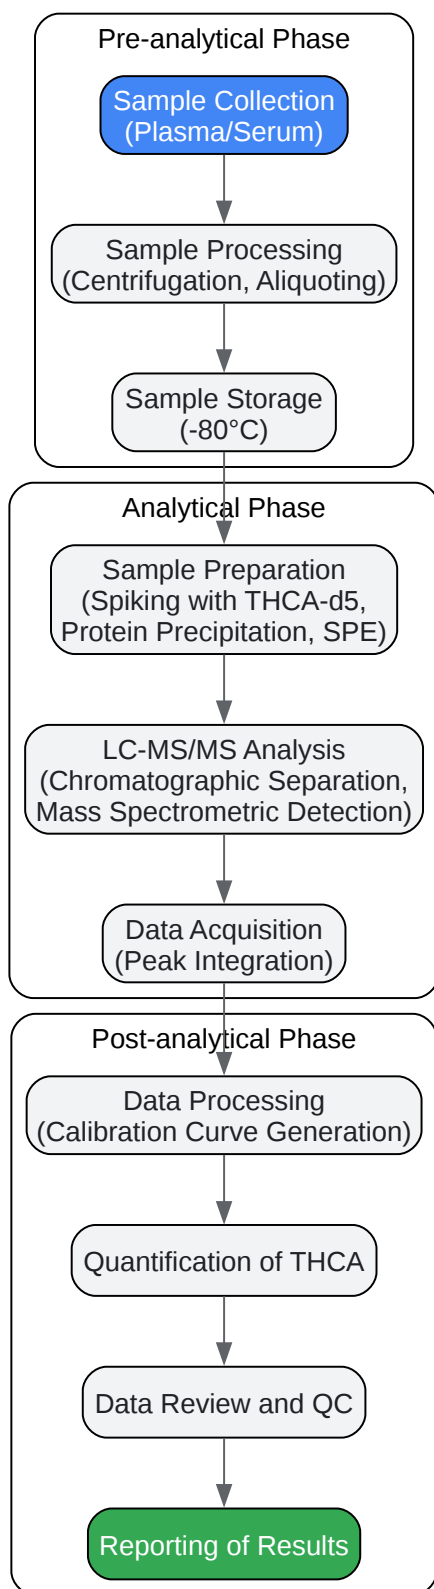 Pre-analytical Phase
Sample Collection
(Plasma/Serum)
Sample Processing
(Centrifugation, Aliquoting)
Sample Storage
(-80°C)
Analytical Phase
Sample Preparation
(Spiking with THCA-d5,
Protein Precipitation, SPE)
LC-MS/MS Analysis
(Chromatographic Separation,
Mass Spectrometric Detection)
Data Acquisition
(Peak Integration)
Post-analytical Phase
Data Processing
(Calibration Curve Generation)
Quantification of THCA
Data Review and QC
Reporting of Results